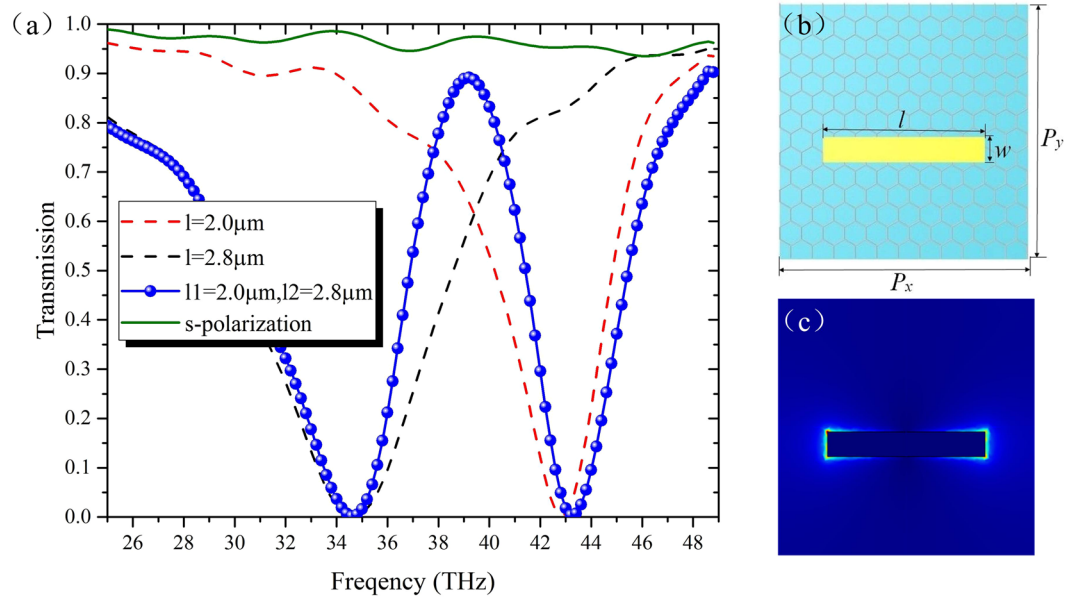 (a)
1.0
0.9
0.8
0.7
0.6
0.5
0.4
0.3
0.2
0.1
0.0
Transmission
l=2.0μm
l=2.8μm
l1=2.0μm,l2=2.8μm
s-polarization
26 28 30 32 34 36 38 40 42 44 46 48
Freqency (THz)
(b)
l
w
Py
Px
(c)